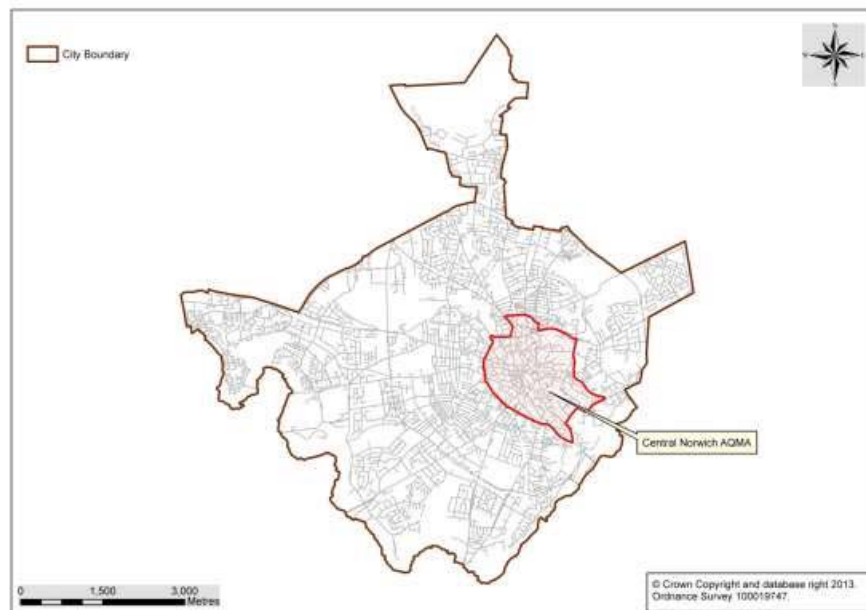 City Boundary
N
W
E
S
Central Norwich AQMA
0 1,500 3,000
Metres
© Crown Copyright and database right 2013.
Ordnance Survey 100019747.